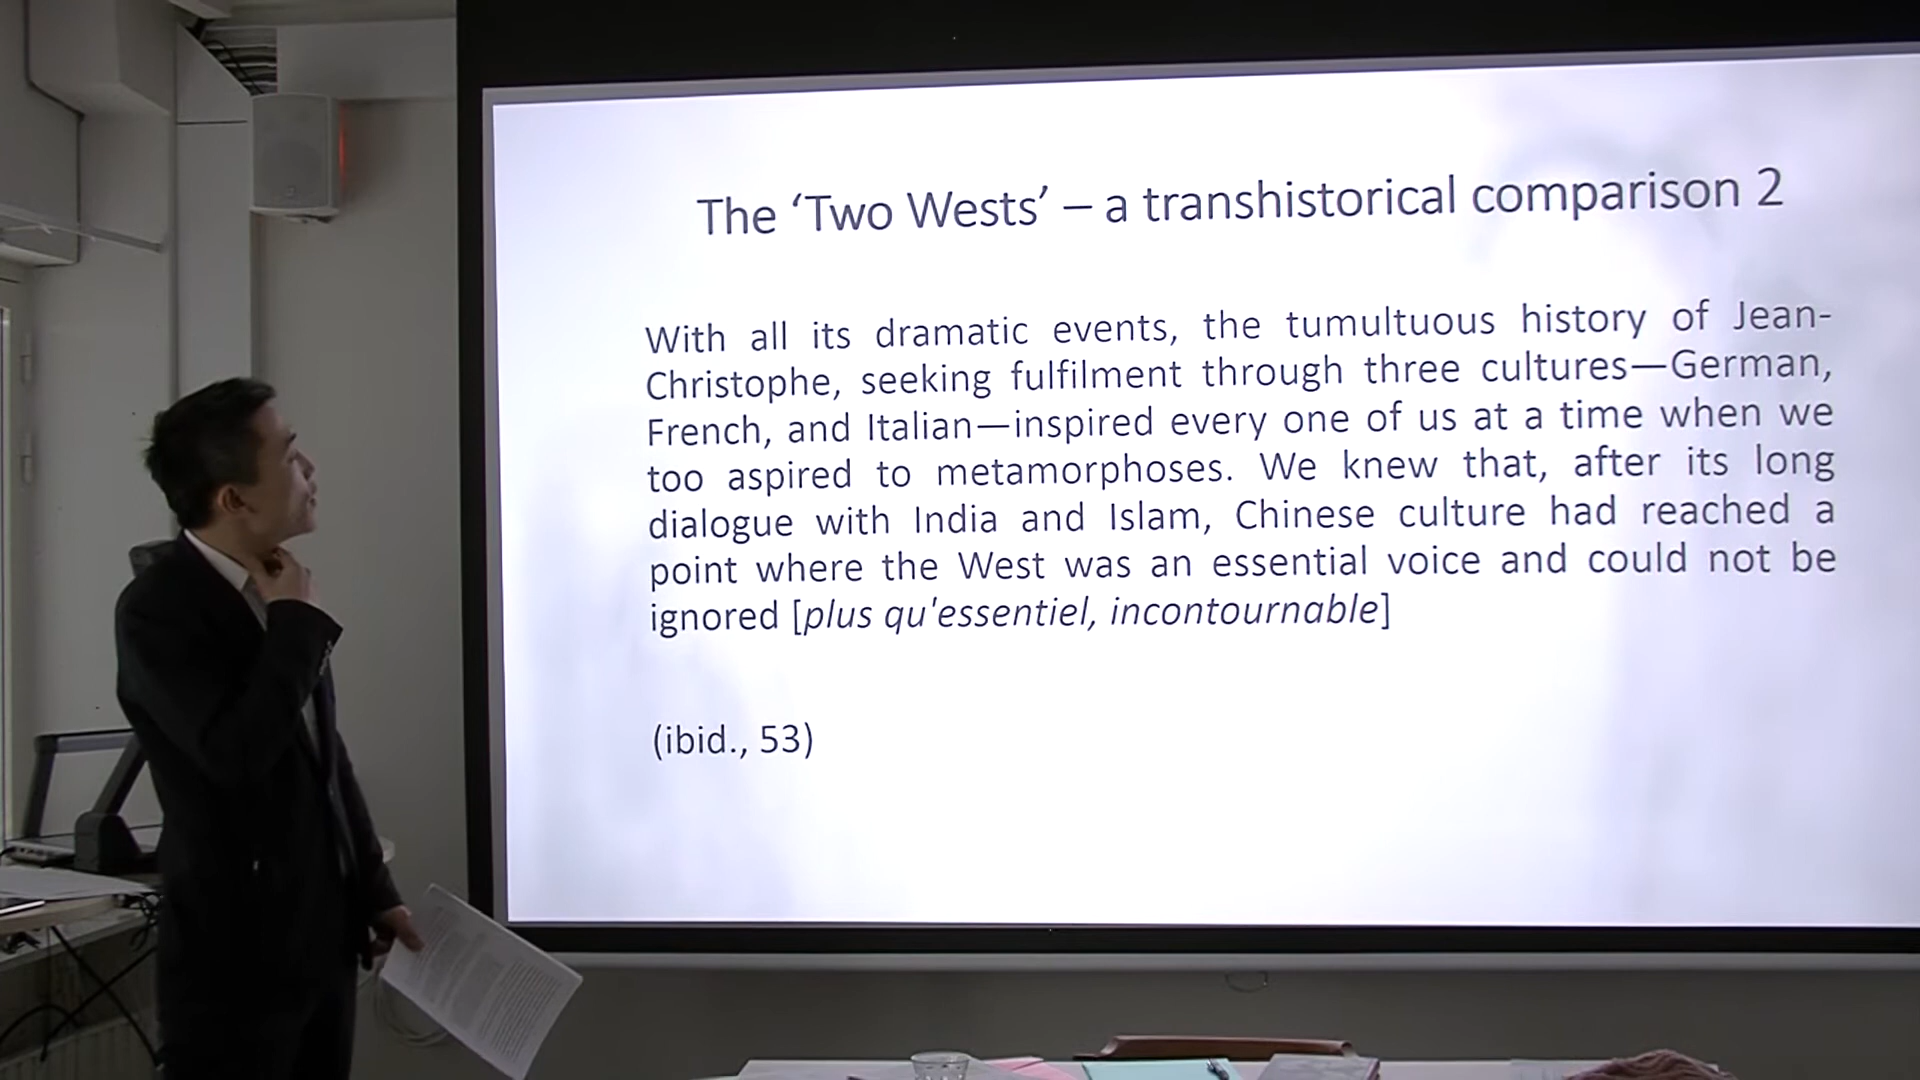 The ‘Two Wests’ – a transhistorical comparison 2
With all its dramatic events, the tumultuous history of Jean-
Christophe, seeking fulfilment through three cultures—German,
French, and Italian—inspired every one of us at a time when we
too aspired to metamorphoses. We knew that, after its long
dialogue with India and Islam, Chinese culture had reached a
point where the West was an essential voice and could not be
ignored [plus qu'essentiel, incontournable]
(ibid., 53)